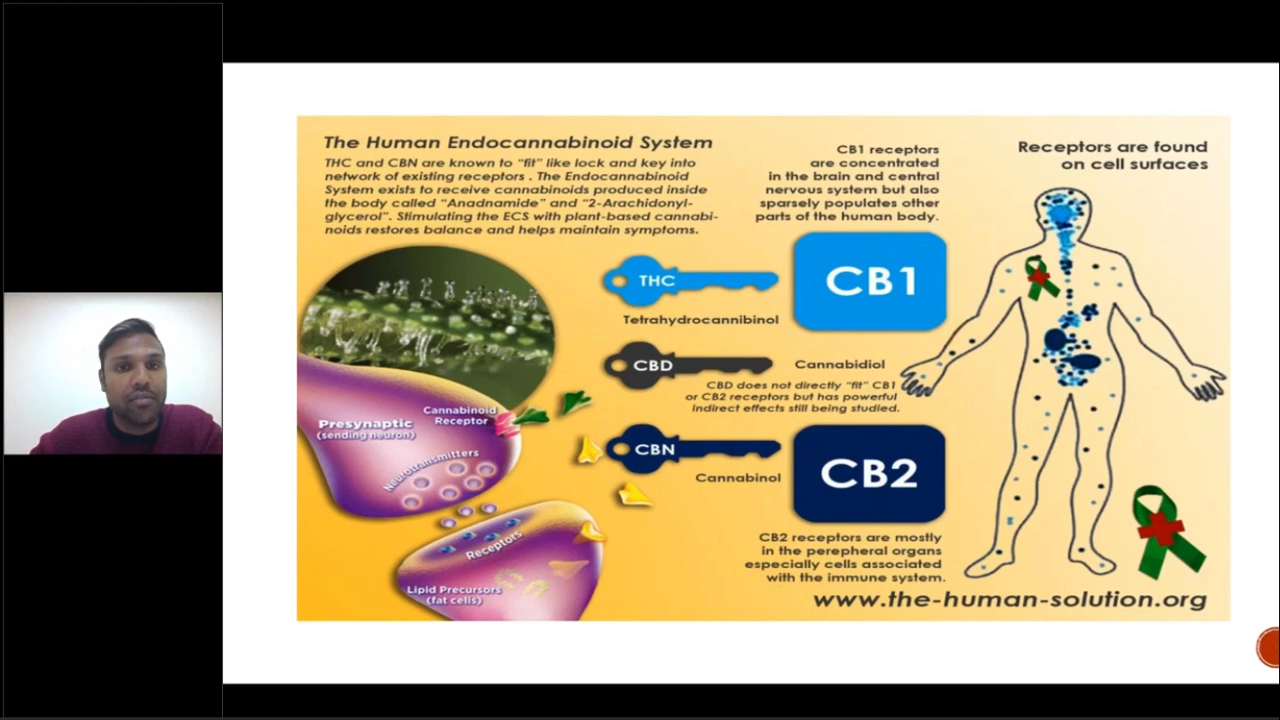 The Human Endocannabinoid System
THC and CBN are known to "fit" like lock and key into
network of existing receptors . The Endocannabinoid
System exists to receive cannabinoids produced inside
the body called "Anadnamide" and "2-Arachidonyl-
glycerol". Stimulating the ECS with plant-based cannabi-
noids restores balance and helps maintain symptoms.
CB1 receptors
are concentrated
in the brain and central
nervous system but also
sparsely populates other
parts of the human body.
Receptors are found
on cell surfaces
THC
Tetrahydrocannibinol
CB1
CBD
Cannabidiol
CBD does not directly "fit" CB1
or CB2 receptors but has powerful
indirect effects still being studied.
CBN
Cannabinol
CB2
CB2 receptors are mostly
in the perepheral organs
especially cells associated
with the immune system.
Cannabinoid
Receptor
Presynaptic
(sending neuron)
Neurotransmitters
Receptors
Lipid Precursors
(fat cells)
www.the-human-solution.org